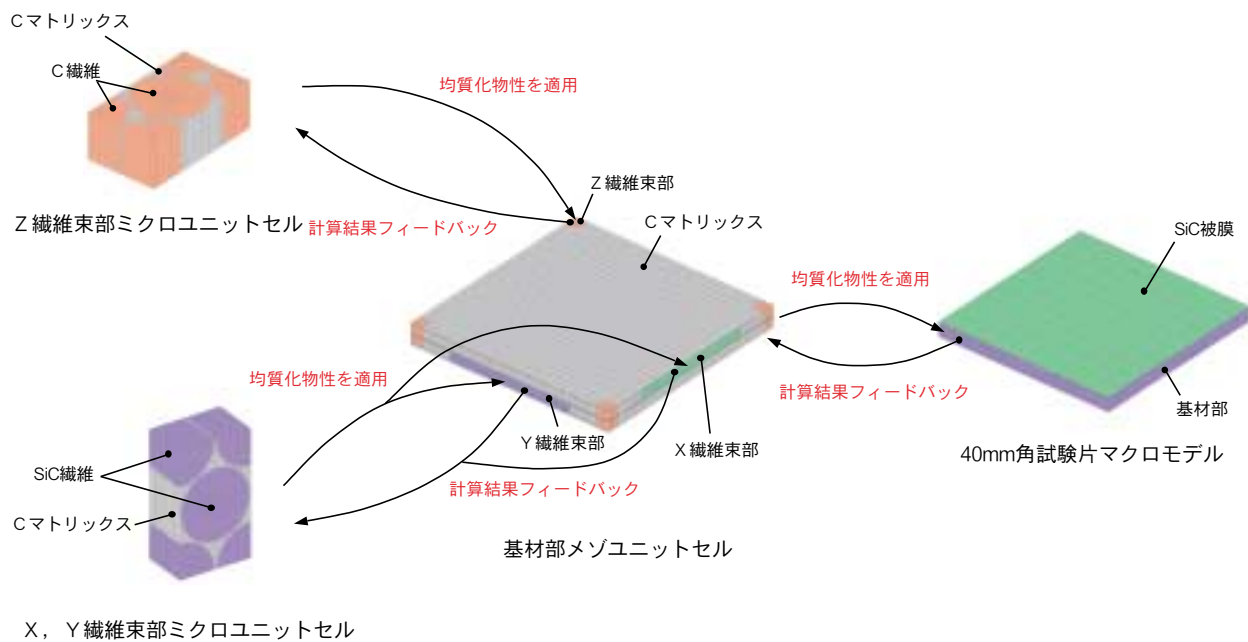 Cマトリックス
C繊維
均質化物性を適用
Z繊維束部ミクロユニットセル
計算結果フィードバック
Z繊維束部
Cマトリックス
SiC被膜
均質化物性を適用
計算結果フィードバック
基材部
40mm角試験片マクロモデル
均質化物性を適用
Y繊維束部
X繊維束部
計算結果フィードバック
SiC繊維
Cマトリックス
基材部メゾユニットセル
X，Y繊維束部ミクロユニットセル